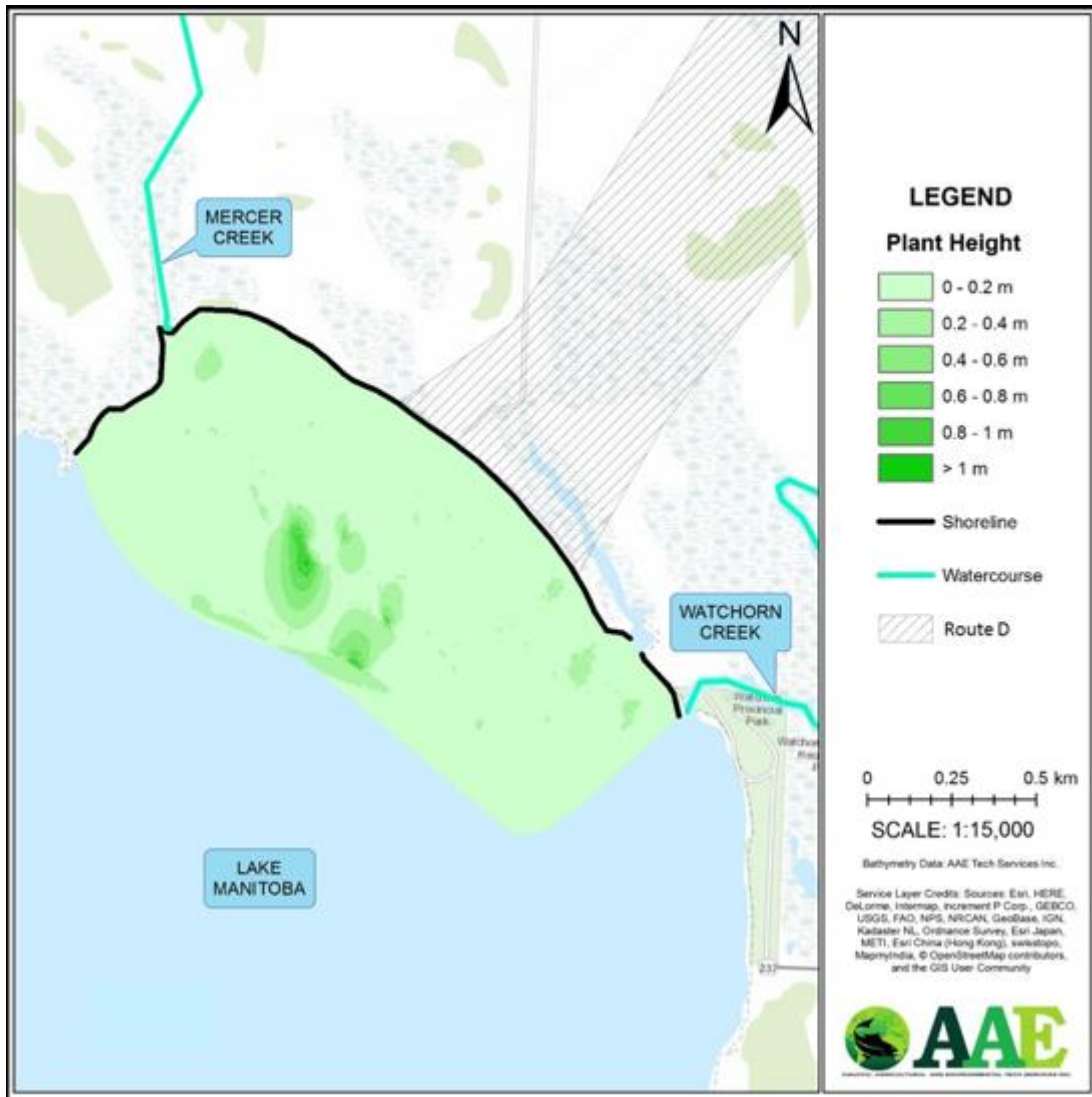 N
MERCER
CREEK
WATCHORN
CREEK
Provincial
Park
LAKE
MANITOBA
237
LEGEND
Plant Height
0 - 0.2 m
0.2 - 0.4 m
0.4 - 0.6 m
0.6 - 0.8 m
0.8 - 1 m
> 1 m
Shoreline
Watercourse
Route D
0 0.25 0.5 km
SCALE: 1:15,000
Bathymetry Data: AAE Tech Services Inc.
Service Layer Credits: Sources: Esri, HERE,
DeLorme, Intermap, increment P Corp., GEBCO,
USGS, FAO, NPS, NRCAN, GeoBase, IGN,
Kadaster NL, Ordnance Survey, Esri Japan,
METI, Esri China (Hong Kong), swisstopo,
MapmyIndia, © OpenStreetMap contributors,
and the GIS User Community
AAE